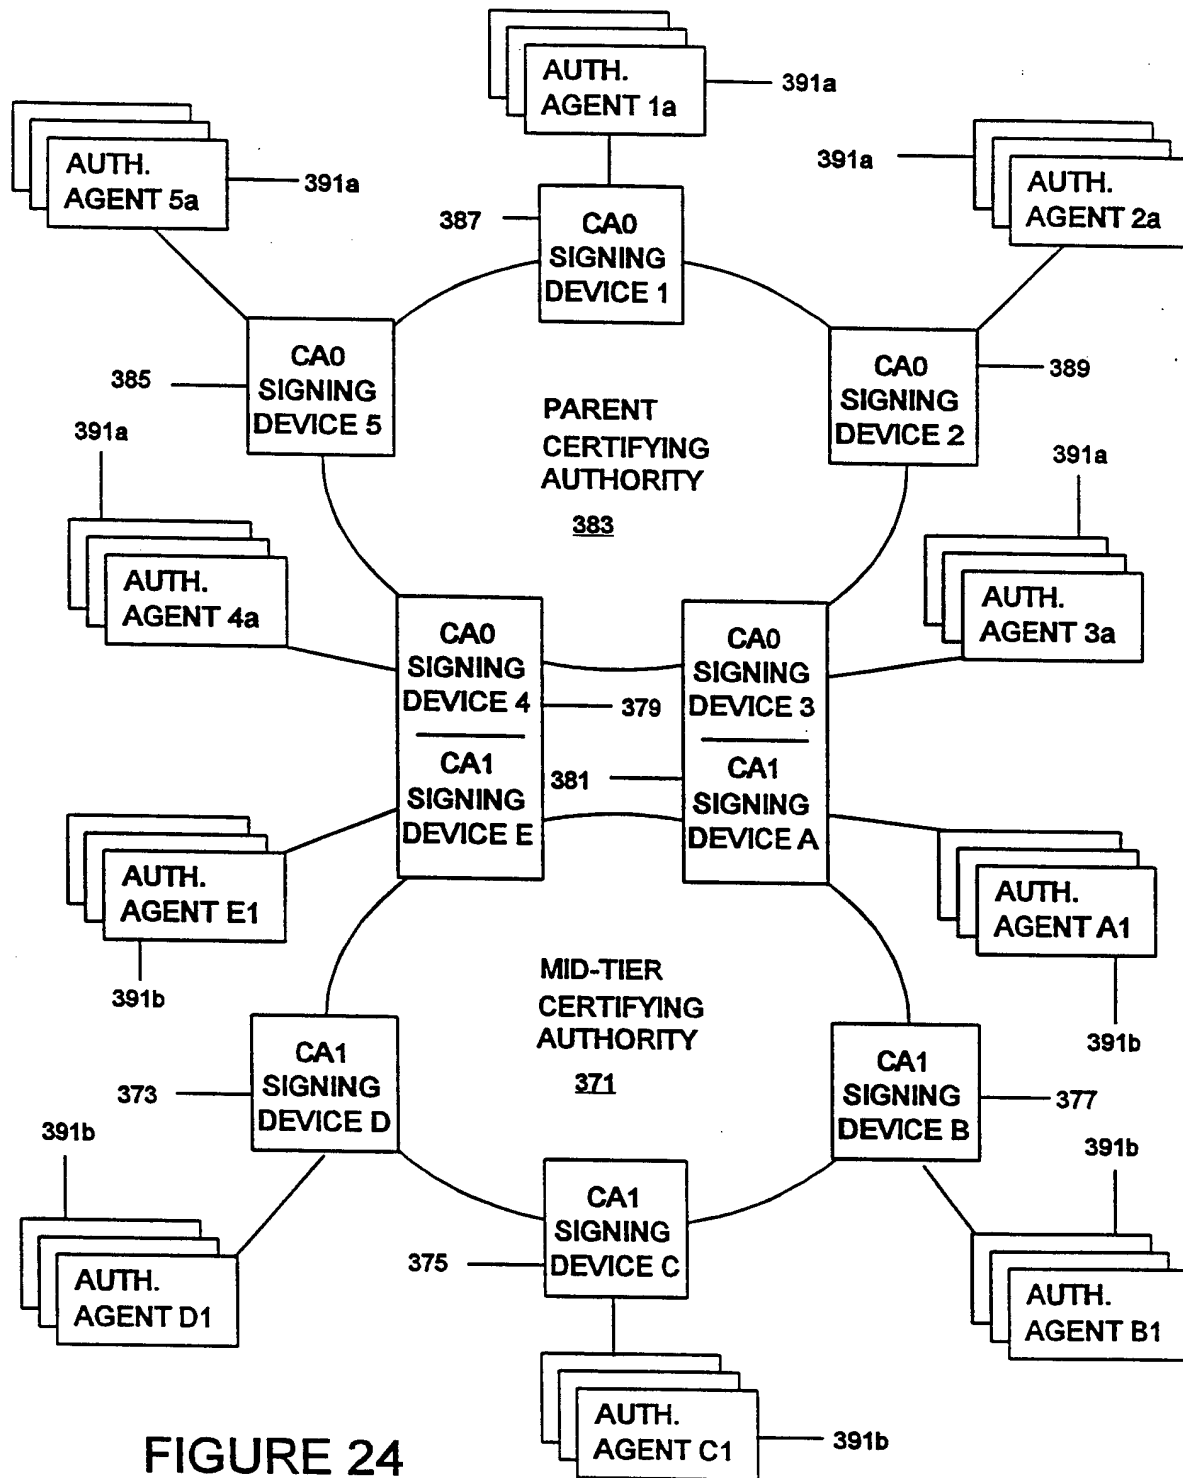 AUTH.
AGENT 1a
391a
AUTH.
AGENT 5a
391a
391a
AUTH.
AGENT 2a
387
CA0
SIGNING
DEVICE 1
385
CA0
SIGNING
DEVICE 5
CA0
SIGNING
DEVICE 2
389
PARENT
CERTIFYING
AUTHORITY
383
391a
AUTH.
AGENT 4a
391a
AUTH.
AGENT 3a
CA0
SIGNING
DEVICE 4
379
CA0
SIGNING
DEVICE 3
CA1
SIGNING
DEVICE E
381
CA1
SIGNING
DEVICE A
AUTH.
AGENT E1
391b
AUTH.
AGENT A1
391b
MID-TIER
CERTIFYING
AUTHORITY
371
373
CA1
SIGNING
DEVICE D
CA1
SIGNING
DEVICE B
377
391b
AUTH.
AGENT D1
375
CA1
SIGNING
DEVICE C
391b
AUTH.
AGENT B1
AUTH.
AGENT C1
391b
FIGURE 24